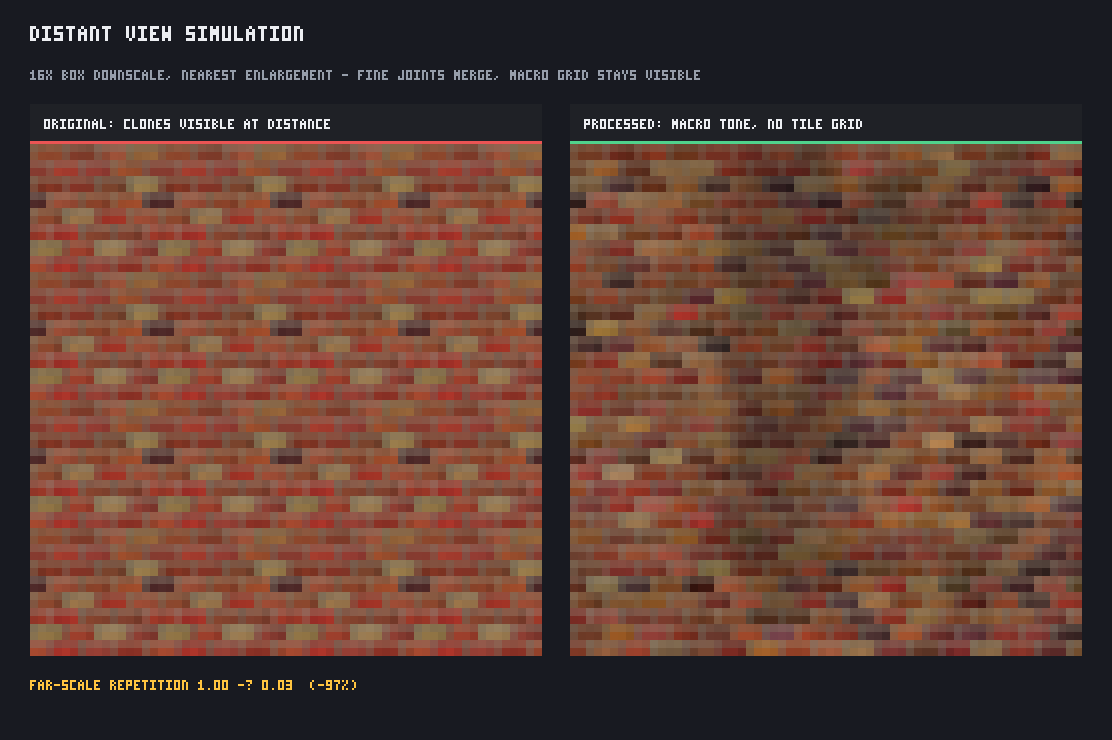 DISTANT VIEW SIMULATION
16X BOX DOWNSCALE, NEAREST ENLARGEMENT - FINE JOINTS MERGE, MACRO GRID STAYS VISIBLE
ORIGINAL: CLONES VISIBLE AT DISTANCE
PROCESSED: MACRO TONE, NO TILE GRID
FAR-SCALE REPETITION 1.00 -? 0.03 (-97%)